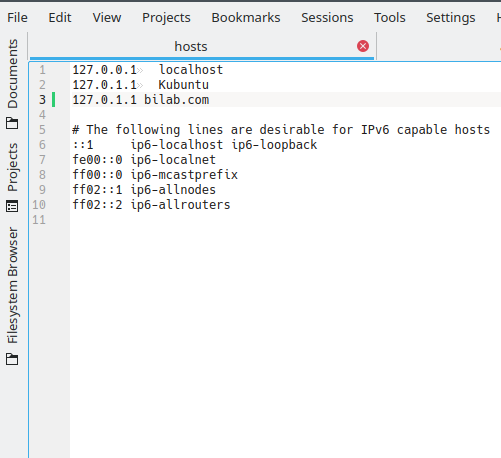 File Edit View Projects Bookmarks Sessions Tools Settings
hosts
Documents
Projects
Filesystem Browser
1 127.0.0.1 localhost
2 127.0.1.1 Kubuntu
3 127.0.1.1 bilab.com
4
5 # The following lines are desirable for IPv6 capable hosts
6 ::1 ip6-localhost ip6-loopback
7 fe00::0 ip6-localnet
8 ff00::0 ip6-mcastprefix
9 ff02::1 ip6-allnodes
10 ff02::2 ip6-allrouters
11